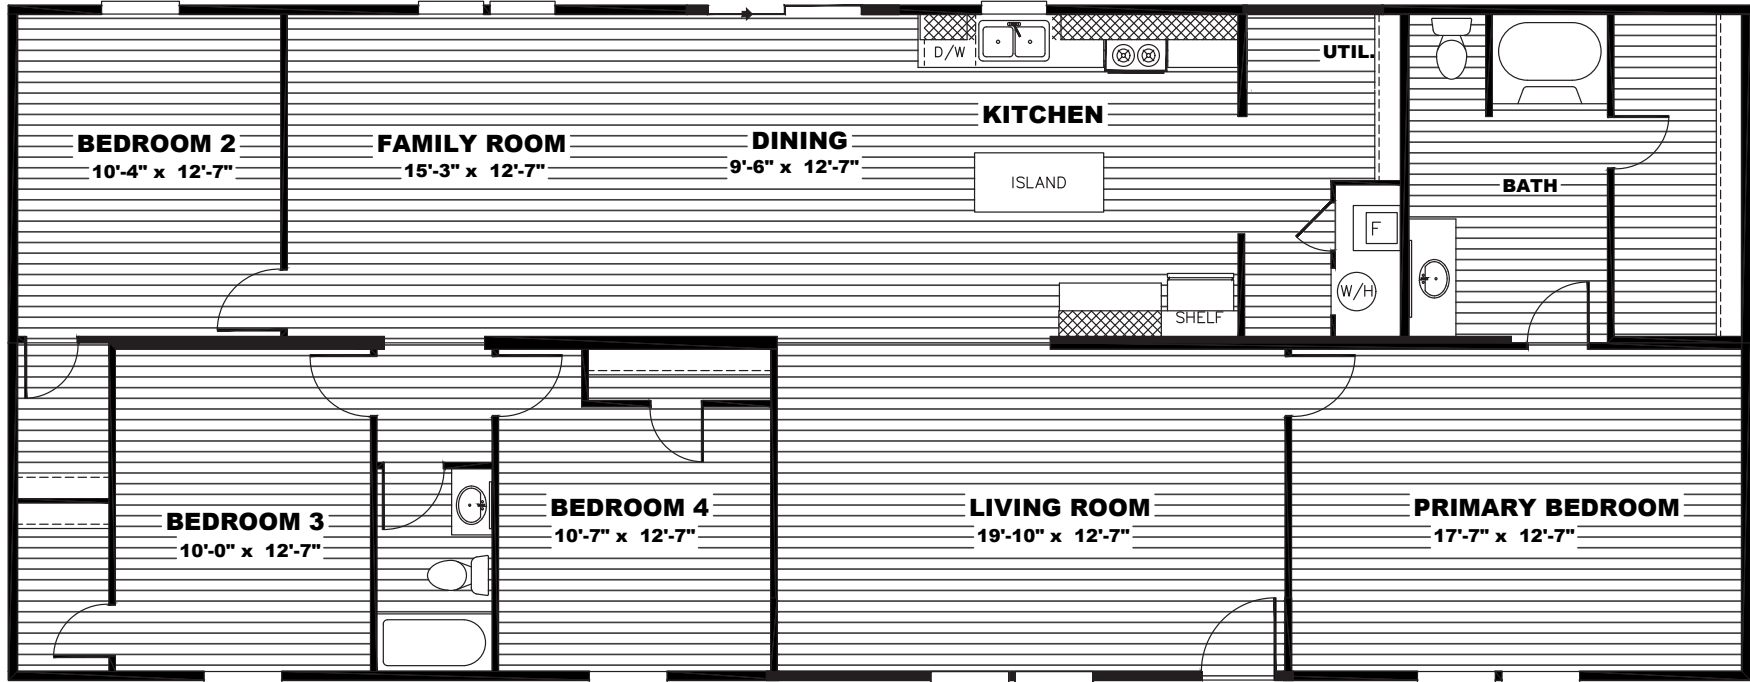 D/W
UTIL.
KITCHEN
BEDROOM 2
10'-4" x 12'-7"
FAMILY ROOM
15'-3" x 12'-7"
DINING
9'-6" x 12'-7"
ISLAND
BATH
F
W/H
SHELF
BEDROOM 3
10'-0" x 12'-7"
BEDROOM 4
10'-7" x 12'-7"
LIVING ROOM
19'-10" x 12'-7"
PRIMARY BEDROOM
17'-7" x 12'-7"